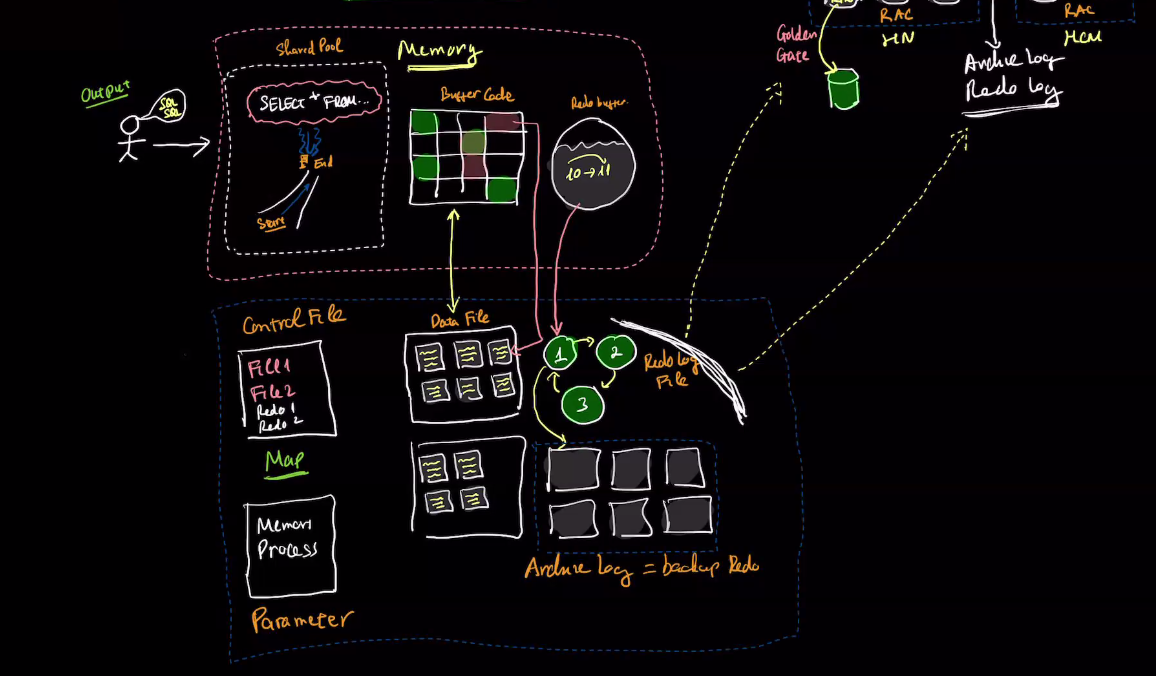 RAC
HN
RAC
HCM
Golden
Gate
Archive Log
Redo log
Shared Pool
Memory
Output
SQL
SQL
SELECT * FROM...
Buffer Cache
Redo buffer
10→11
End
Start
Control File
File 1
File 2
Redo 1
Redo 2
Map
Memory
Process
Parameter
Data File
1
2
3
Redo Log
File
Archive log = backup Redo